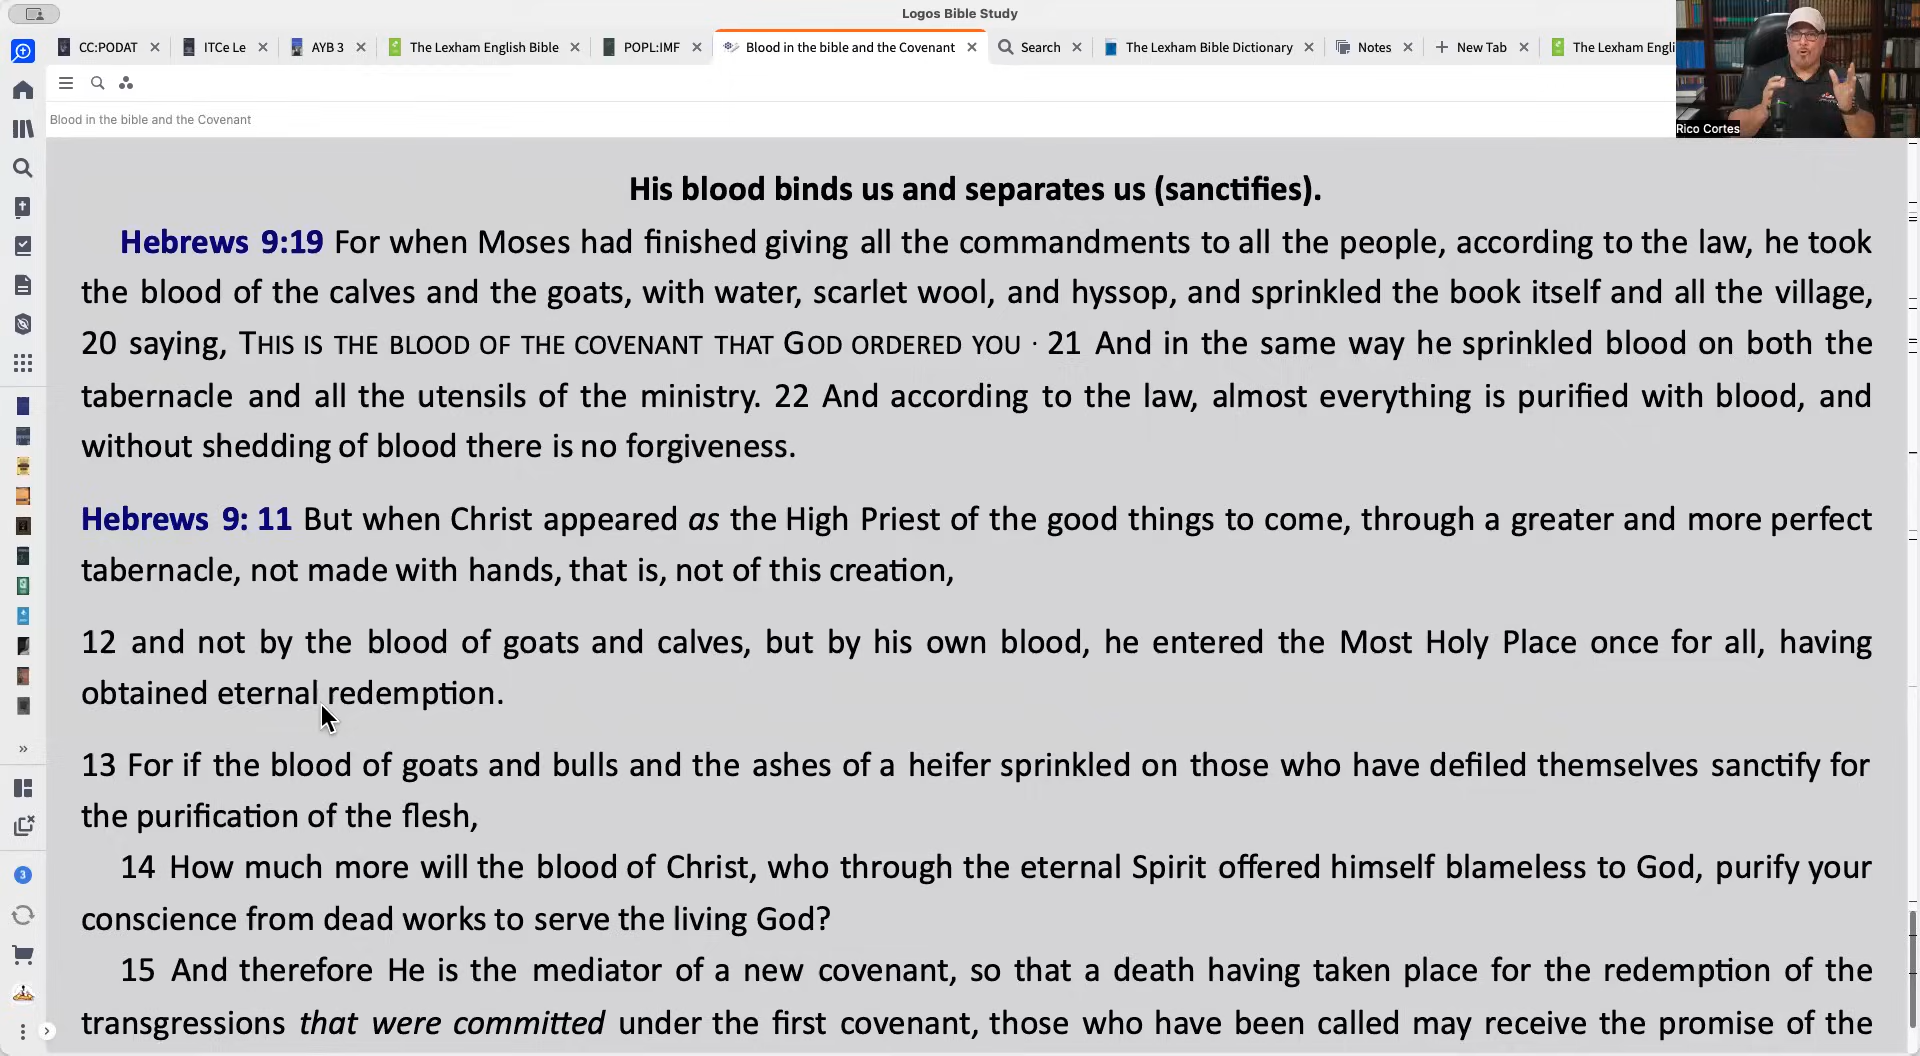 Logos Bible Study
CC:PODAT
ITCe Le
AYB 3
The Lexham English Bible
POPL:IMF
Blood in the bible and the Covenant
Search
The Lexham Bible Dictionary
Notes
New Tab
The Lexham Engli
Blood in the bible and the Covenant
Rico Cortes
His blood binds us and separates us (sanctifies).
Hebrews 9:19 For when Moses had finished giving all the commandments to all the people, according to the law, he took
the blood of the calves and the goats, with water, scarlet wool, and hyssop, and sprinkled the book itself and all the village,
20 saying, THIS IS THE BLOOD OF THE COVENANT THAT GOD ORDERED YOU · 21 And in the same way he sprinkled blood on both the
tabernacle and all the utensils of the ministry. 22 And according to the law, almost everything is purified with blood, and
without shedding of blood there is no forgiveness.
Hebrews 9: 11 But when Christ appeared as the High Priest of the good things to come, through a greater and more perfect
tabernacle, not made with hands, that is, not of this creation,
12 and not by the blood of goats and calves, but by his own blood, he entered the Most Holy Place once for all, having
obtained eternal redemption.
13 For if the blood of goats and bulls and the ashes of a heifer sprinkled on those who have defiled themselves sanctify for
the purification of the flesh,
14 How much more will the blood of Christ, who through the eternal Spirit offered himself blameless to God, purify your
conscience from dead works to serve the living God?
15 And therefore He is the mediator of a new covenant, so that a death having taken place for the redemption of the
transgressions that were committed under the first covenant, those who have been called may receive the promise of the
3